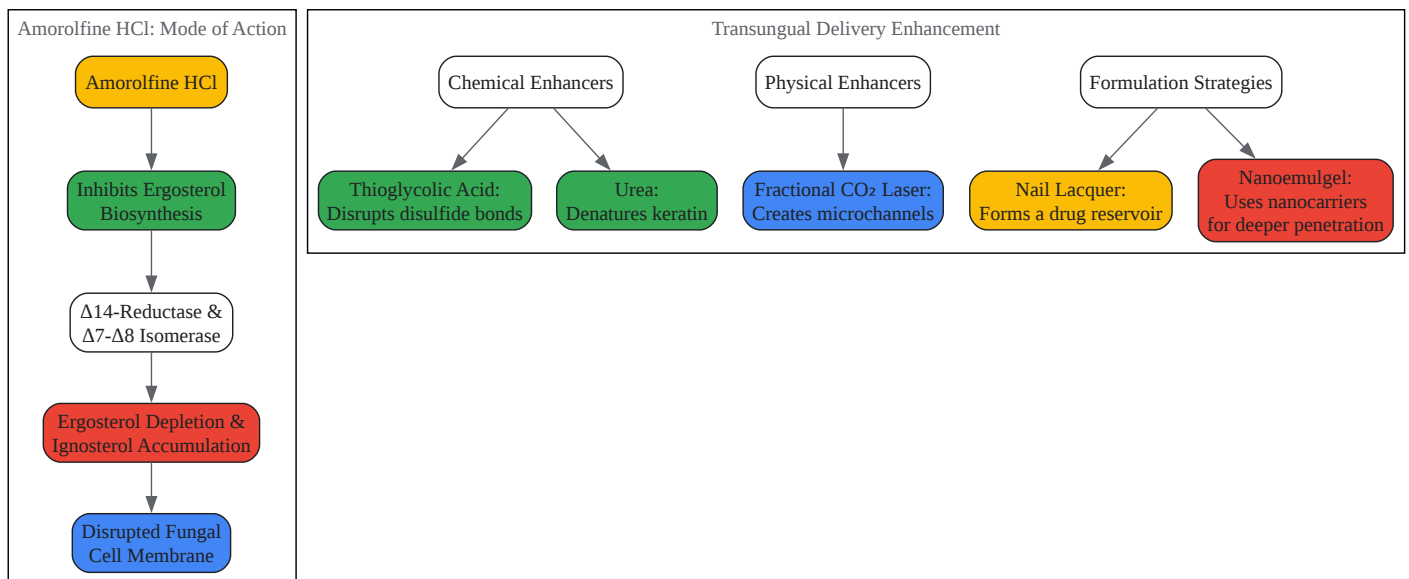 Amorolfine HCl: Mode of Action
Amorolfine HCl
Inhibits Ergosterol
Biosynthesis
Δ14-Reductase &
Δ7-Δ8 Isomerase
Ergosterol Depletion &
Ignosterol Accumulation
Disrupted Fungal
Cell Membrane
Transungual Delivery Enhancement
Chemical Enhancers
Thioglycolic Acid:
Disrupts disulfide bonds
Urea:
Denatures keratin
Physical Enhancers
Fractional CO₂ Laser:
Creates microchannels
Formulation Strategies
Nail Lacquer:
Forms a drug reservoir
Nanoemulgel:
Uses nanocarriers
for deeper penetration